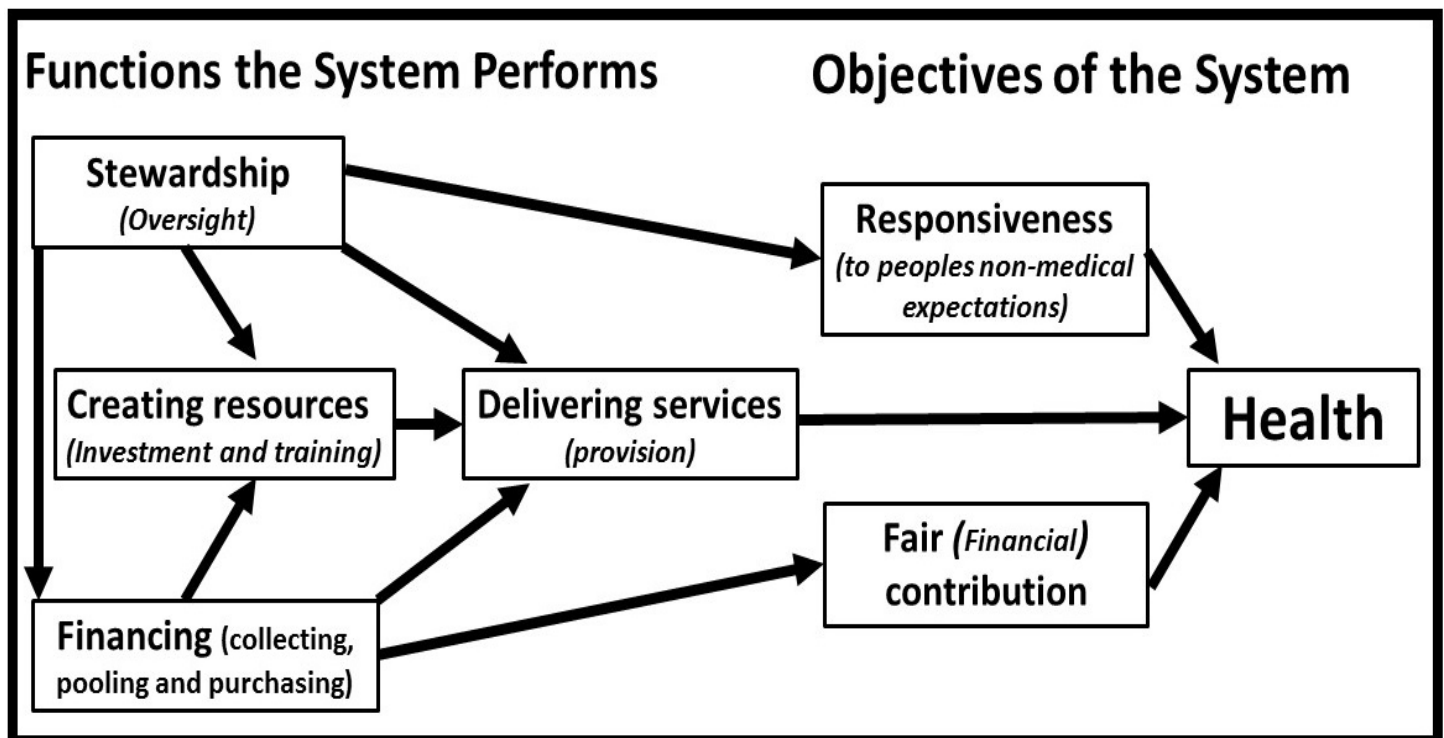 Functions the System Performs
Objectives of the System
Stewardship
(Oversight)
Responsiveness
(to peoples non-medical
expectations)
Creating resources
(Investment and training)
Delivering services
(provision)
Health
Fair (Financial)
contribution
Financing (collecting,
pooling and purchasing)